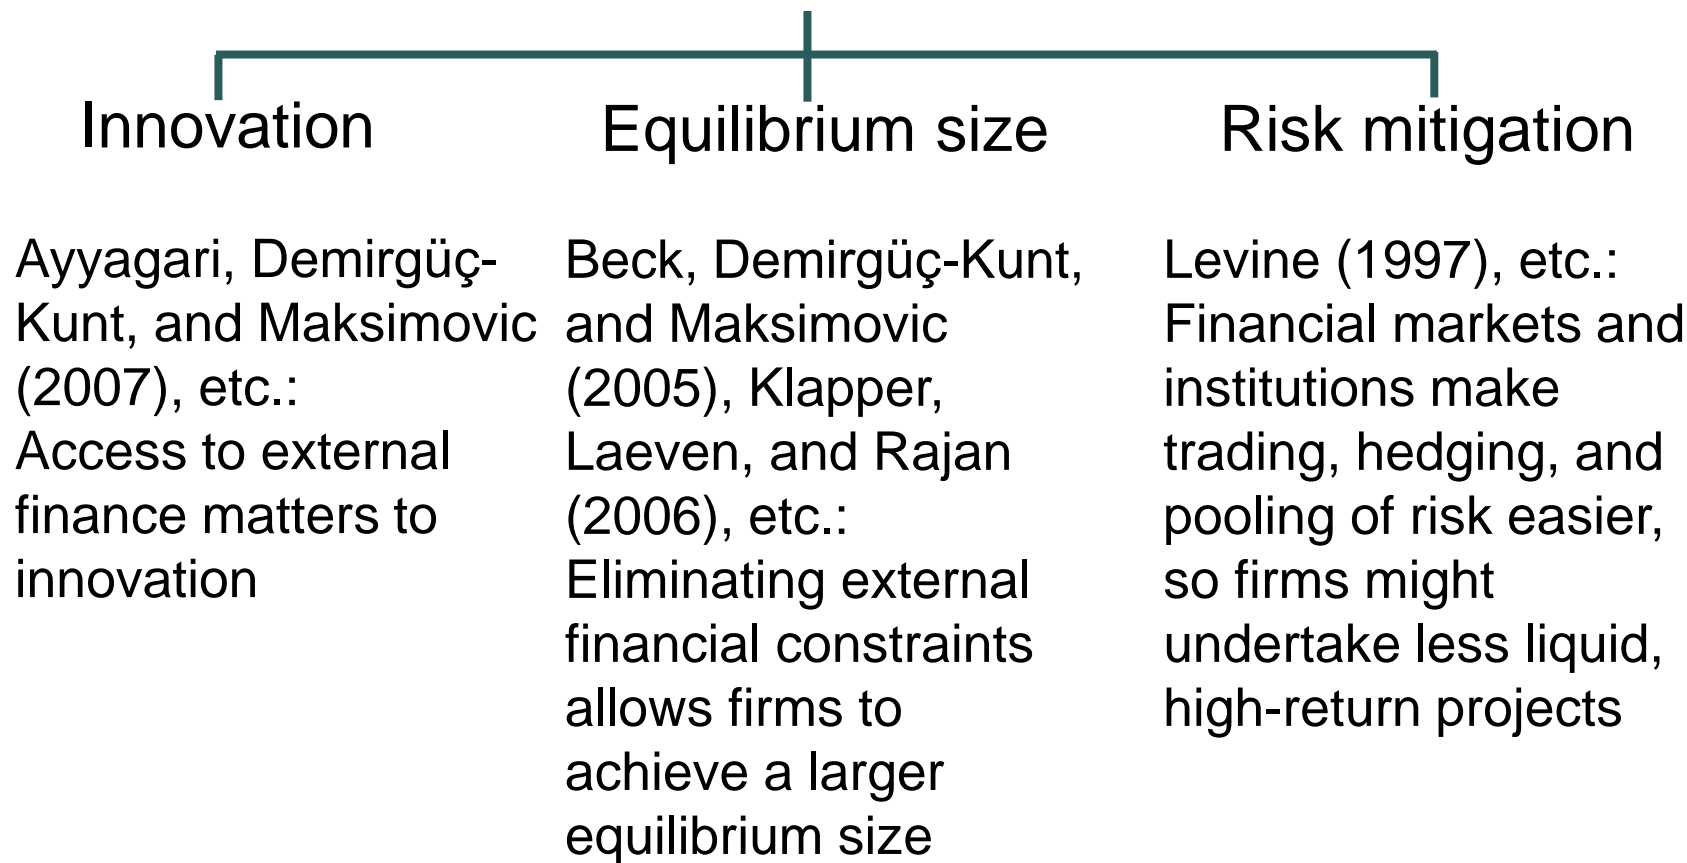 Innovation
Equilibrium size
Risk mitigation
Ayyagari, Demirgüç-
Kunt, and Maksimovic
(2007), etc.:
Access to external
finance matters to
innovation
Beck, Demirgüç-Kunt,
and Maksimovic
(2005), Klapper,
Laeven, and Rajan
(2006), etc.:
Eliminating external
financial constraints
allows firms to
achieve a larger
equilibrium size
Levine (1997), etc.:
Financial markets and
institutions make
trading, hedging, and
pooling of risk easier,
so firms might
undertake less liquid,
high-return projects